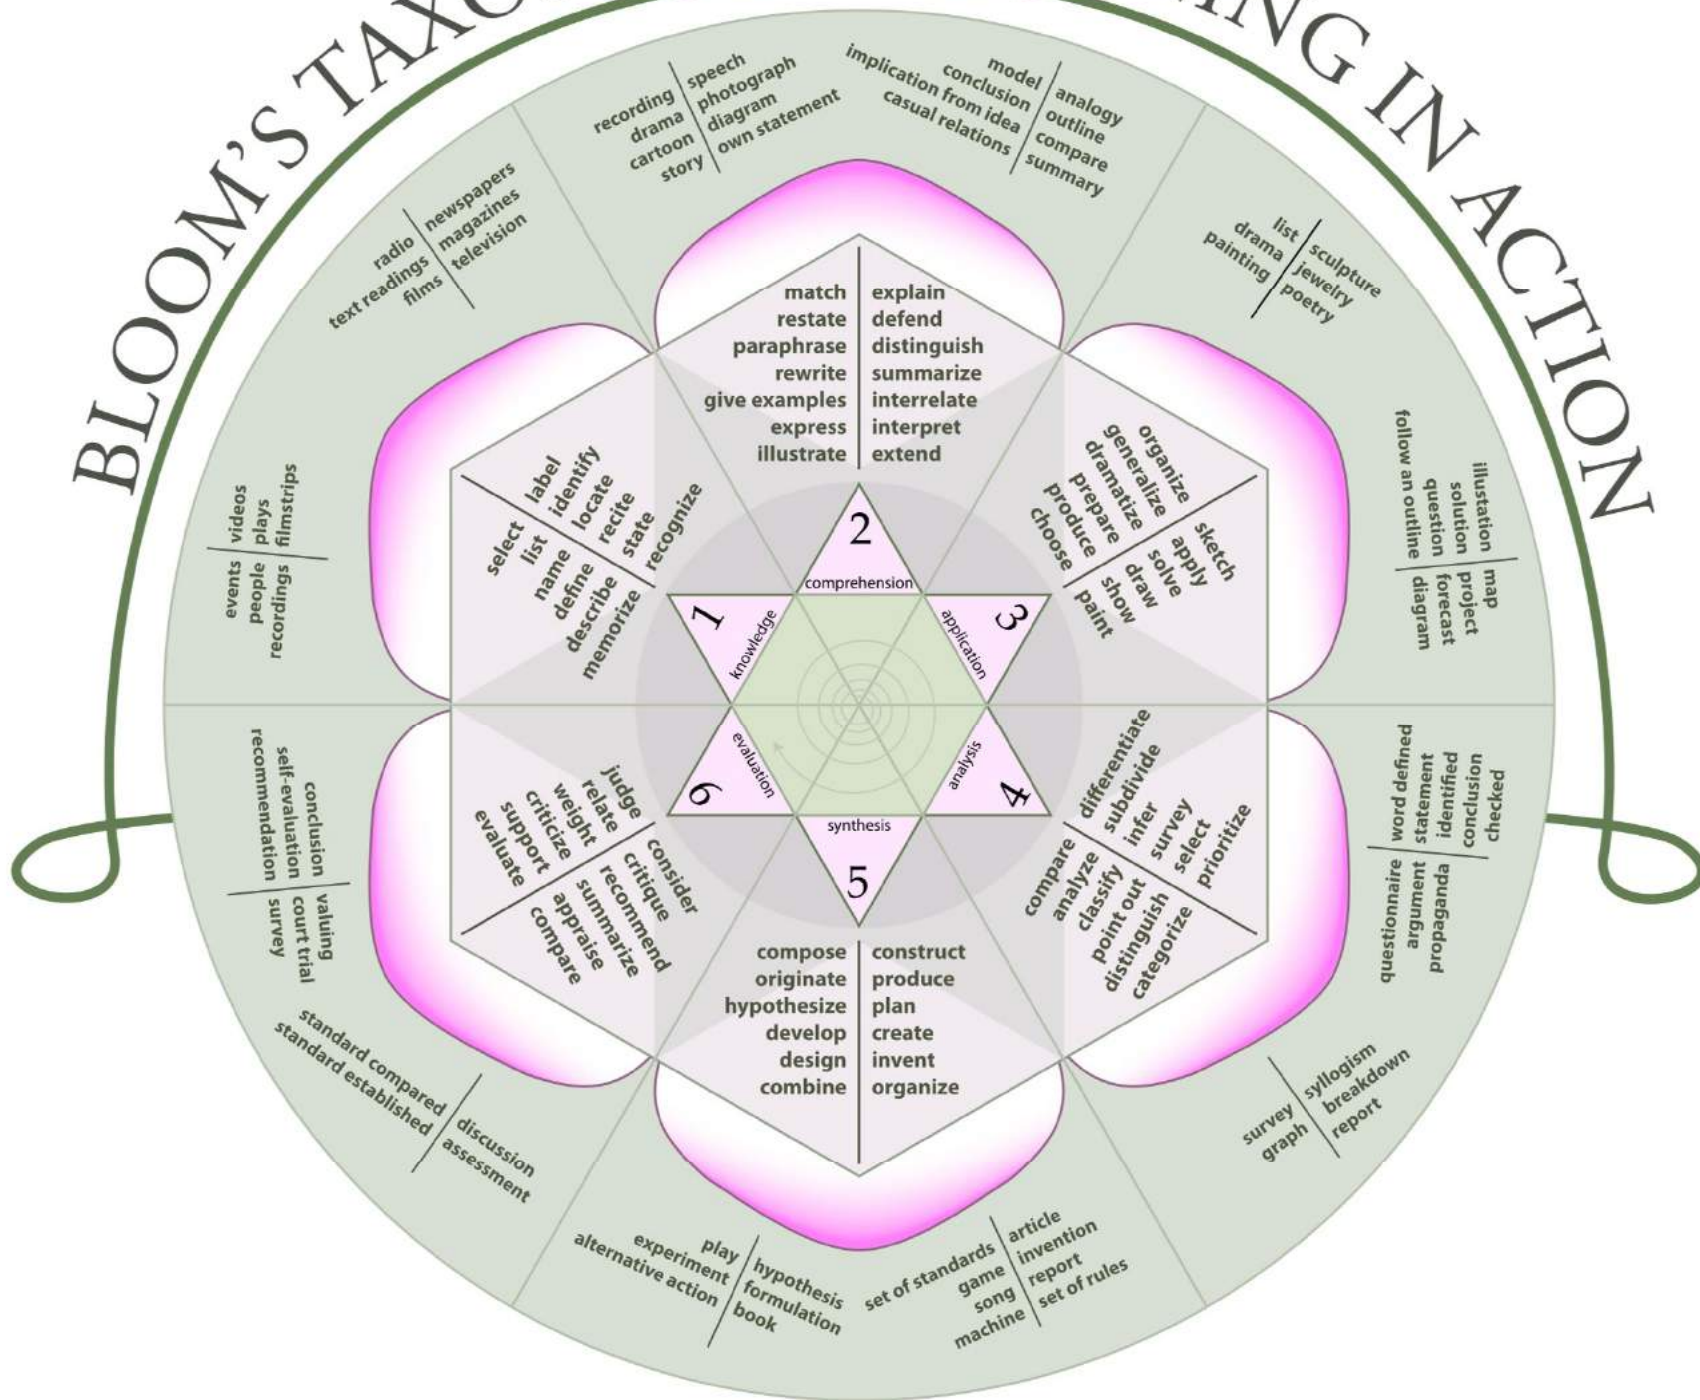 BLOOM'S
IN ACTION
speech
photograph
diagram
own statement
recording
drama
cartoon
story
model
conclusion
implication from idea
casual relations
analogy
outline
compare
summary
newspapers
magazines
television
radio
text readings
films
list
drama
painting
sculpture
jewelry
poetry
videos
plays
filmstrips
events
people
recordings
illustation
solution
question
follow an outline
map
project
forecast
diagram
match
restate
paraphrase
rewrite
give examples
express
illustrate
explain
defend
distinguish
summarize
interrelate
interpret
extend
label
identify
locate
recite
state
recognize
select
list
name
define
describe
memorize
organize
generalize
dramatize
prepare
produce
choose
sketch
apply
solve
draw
show
paint
1
knowledge
2
comprehension
3
application
4
analysis
5
synthesis
6
evaluation
judge
relate
weight
criticize
support
evaluate
consider
critique
recommend
summarize
appraise
compare
differentiate
subdivide
infer
survey
select
prioritize
compare
analyze
classify
point out
distinguish
categorize
compose
originate
hypothesize
develop
design
combine
construct
produce
plan
create
invent
organize
conclusion
self-evaluation
recommendation
valuing
court trial
survey
word defined
statement
identified
conclusion
checked
questionnaire
argument
propaganda
standard compared
standard established
discussion
assessment
syllogism
breakdown
report
survey
graph
play
experiment
alternative action
hypothesis
formulation
book
set of standards
game
song
machine
article
invention
report
set of rules